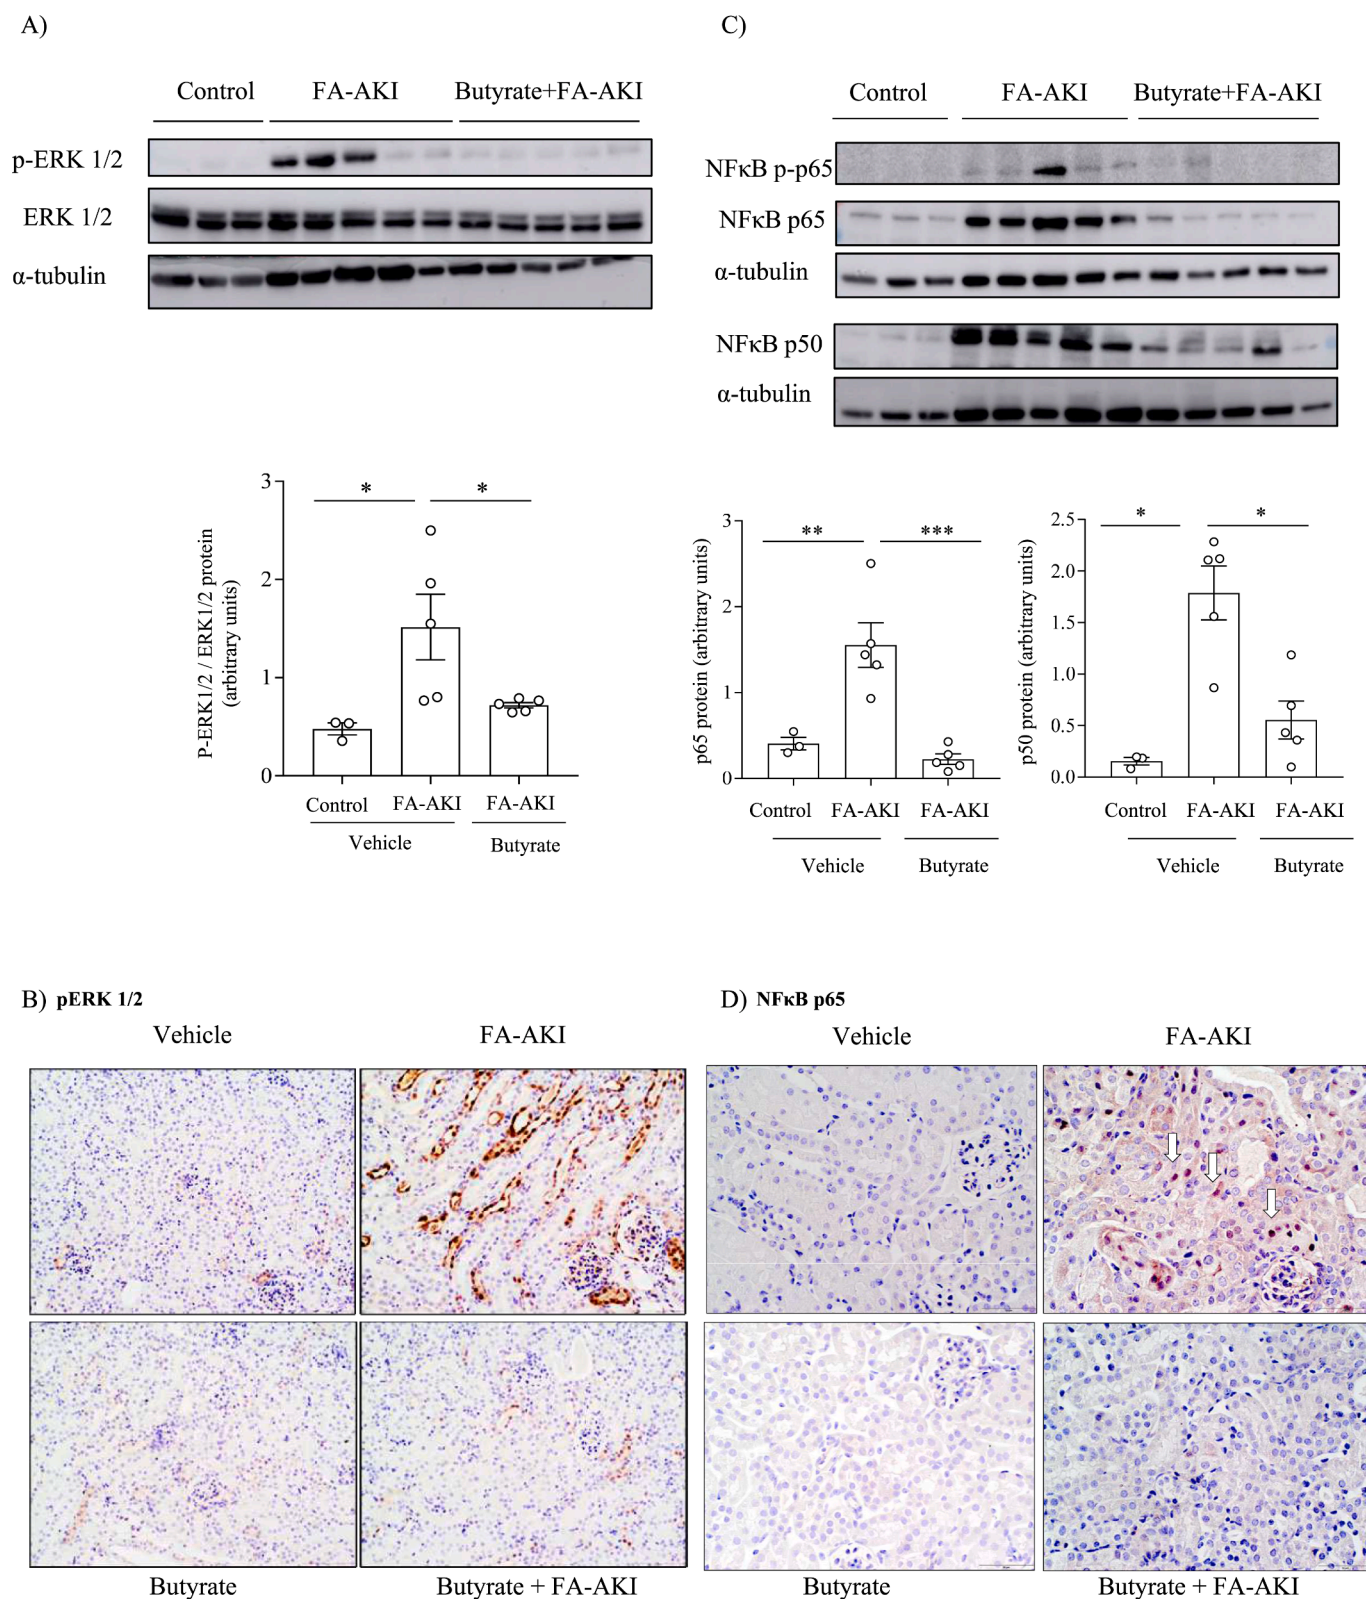 A)
Control FA-AKI Butyrate+FA-AKI
p-ERK 1/2
ERK 1/2
α-tubulin
3
2
1
0
P-ERK1/2 / ERK1/2 protein
(arbitrary units)
* *
Control FA-AKI FA-AKI
Vehicle Butyrate
C)
Control FA-AKI Butyrate+FA-AKI
NFκB p-p65
NFκB p65
α-tubulin
NFκB p50
α-tubulin
3
2
1
0
p65 protein (arbitrary units)
** ***
Control FA-AKI FA-AKI
Vehicle Butyrate
2.5
2.0
1.5
1.0
0.5
0.0
p50 protein (arbitrary units)
* *
Control FA-AKI FA-AKI
Vehicle Butyrate
B) pERK 1/2
Vehicle FA-AKI
Butyrate Butyrate + FA-AKI
D) NFκB p65
Vehicle FA-AKI
Butyrate Butyrate + FA-AKI